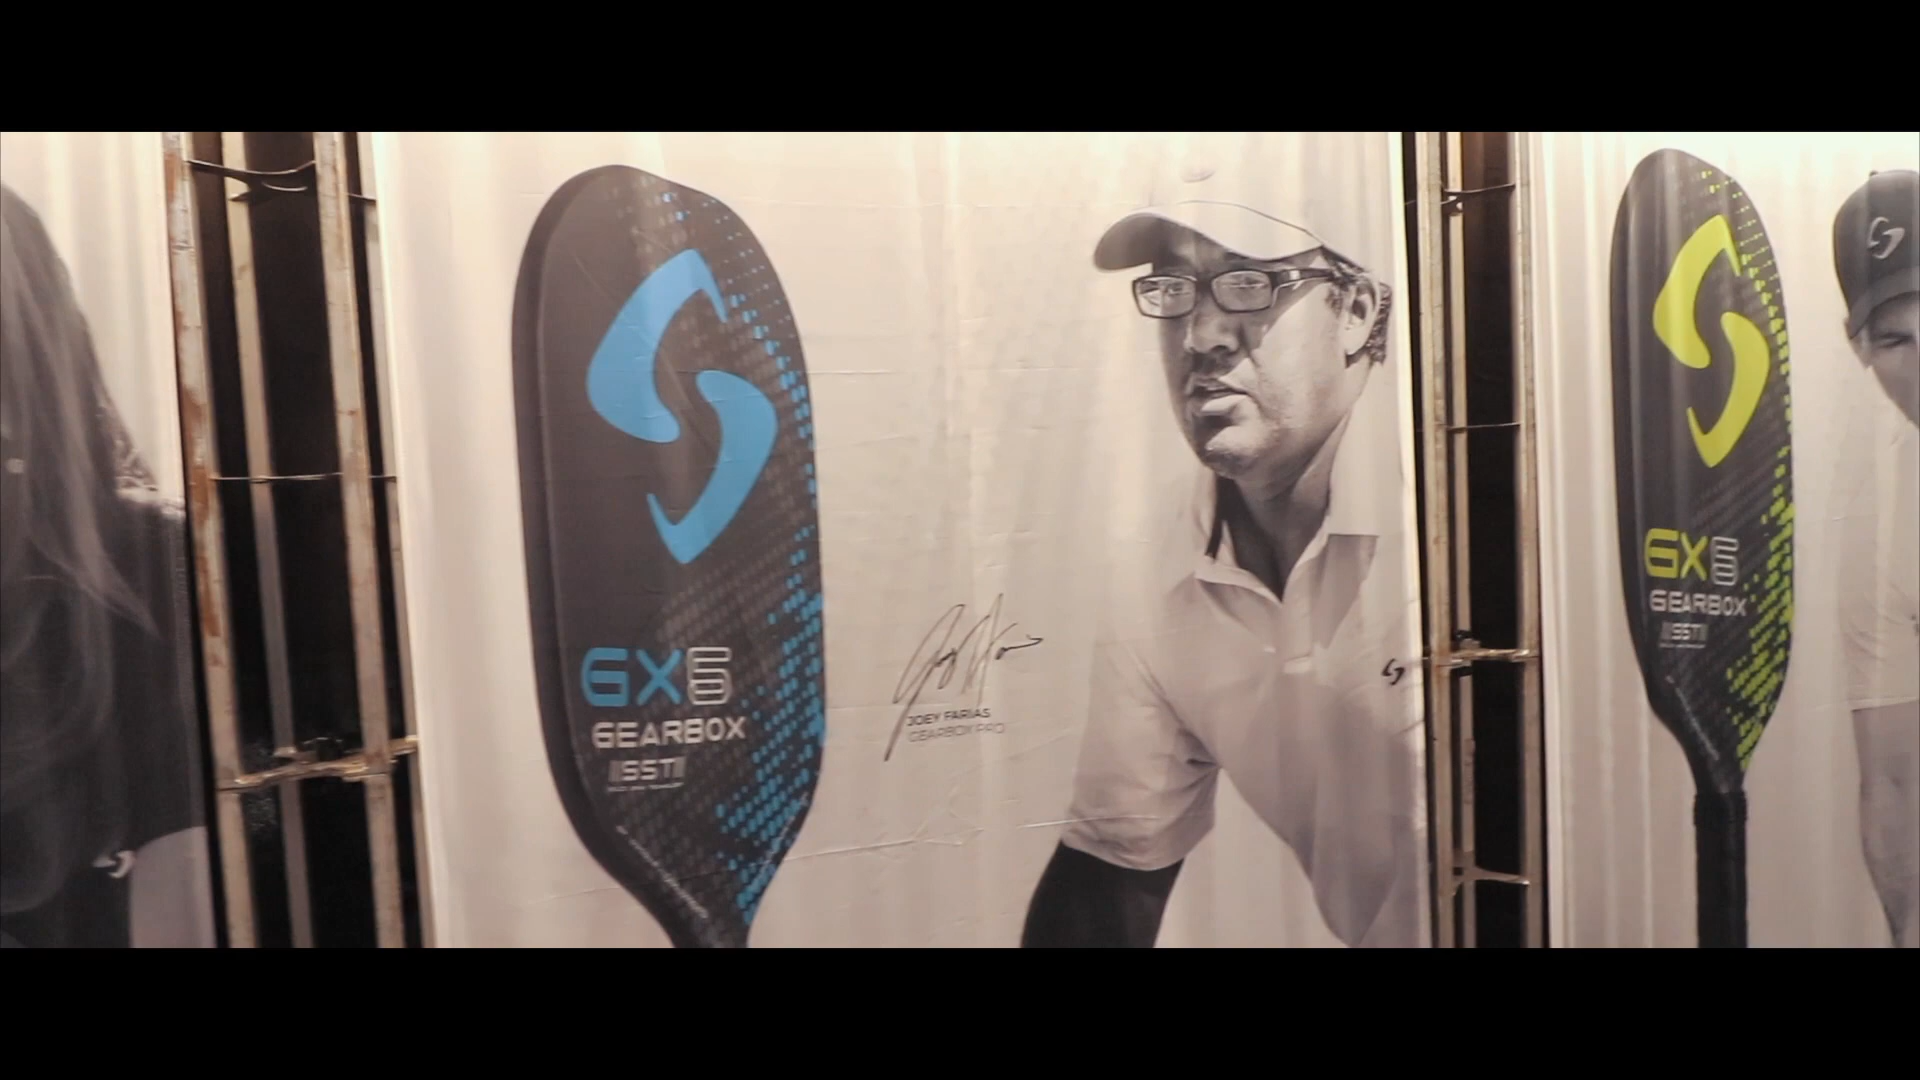 GX6
GEARBOX
||SST||
JOEY FARIAS
GEARBOX PRO
GX6
GEARBOX
||SST||